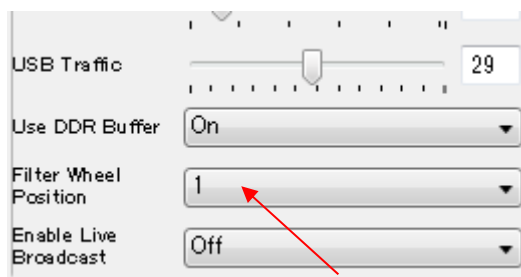 USB Traffic 29
Use DDR Buffer On
Filter Wheel
Position 1
Enable Live
Broadcast Off